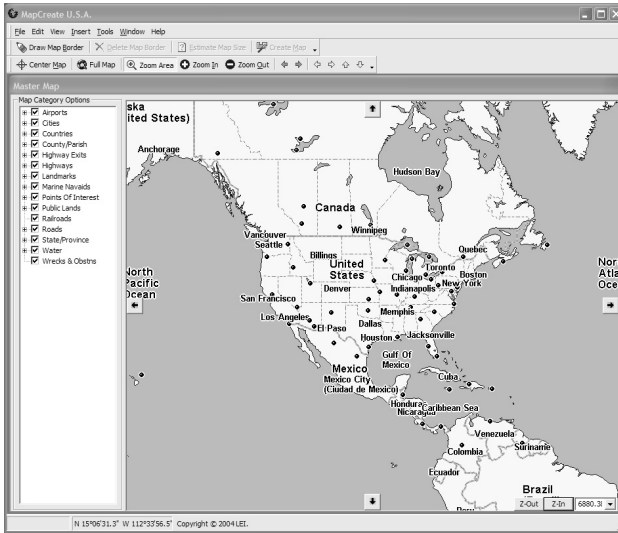 MapCreate U.S.A.
File Edit View Insert Tools Window Help
Draw Map Border Delete Map Border Estimate Map Size Create Map
Center Map Full Map Zoom Area Zoom In Zoom Out
Master Map
Map Category Options
Airports
Cities
Countries
County/Parish
Highway Exits
Highways
Landmarks
Marine Navaids
Points Of Interest
Public Lands
Railroads
Roads
State/Province
Water
Wrecks & Obstns
ska
ited States)
Anchorage
Hudson Bay
Canada
Winnipeg
Vancouver
Seattle
Quebec
Billings
United
States
Toronto
Boston
Chicago
New York
North
Pacific
Ocean
Nor
Atla
Oce
Denver
Indianapolis
San Francisco
Memphis
Los Angeles
El Paso
Dallas
Jacksonville
Houston
Gulf Of
Mexico
Mexico
Mexico City
(Ciudad de Mexico)
Cuba
Honduras
Nicaragua
Caribbean Sea
Venezuela
Suriname
Colombia
Ecuador
Brazil
Peru
Z-Out Z-In 6880.3
N 15°06'31.3" W 112°33'56.5" Copyright © 2004 LEI.